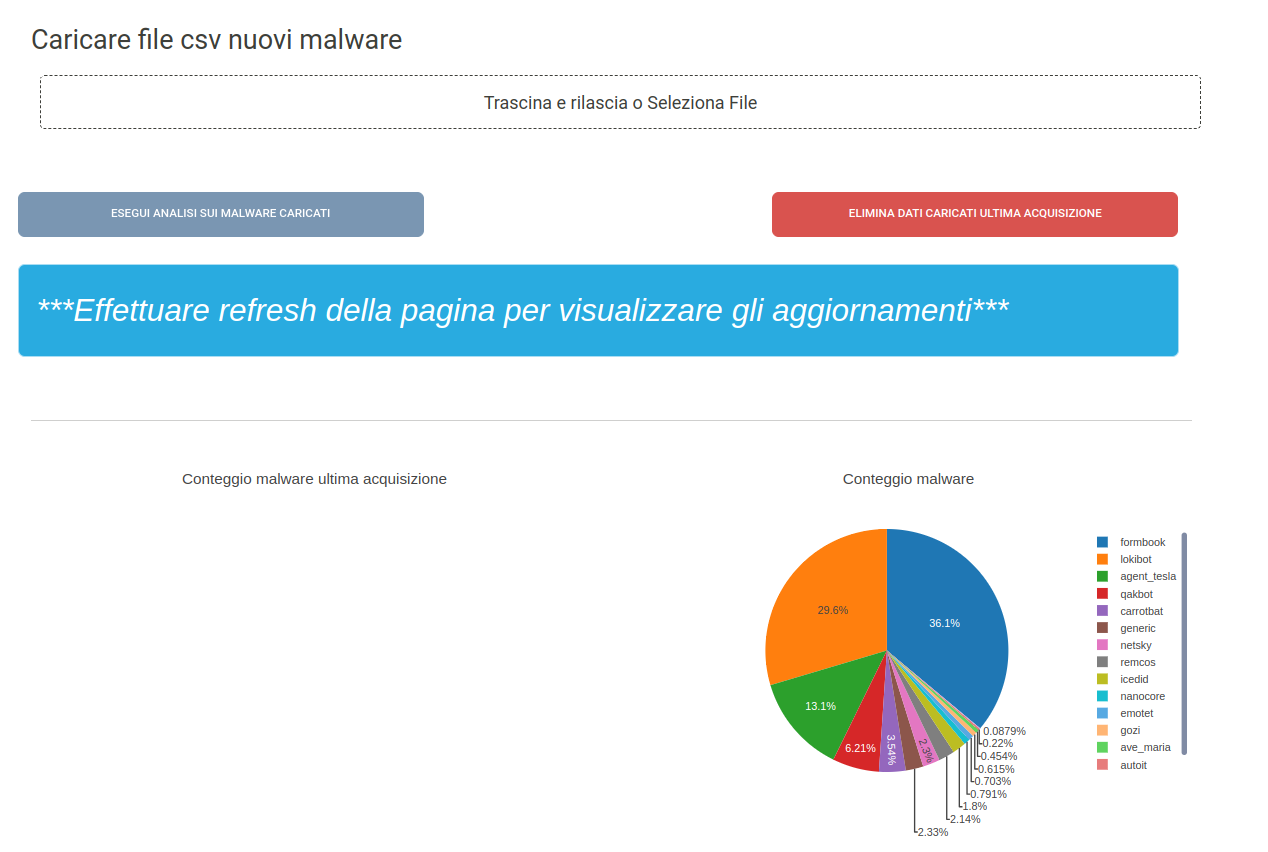 Caricare file csv nuovi malware
Trascina e rilascia o Seleziona File
ESEGUI ANALISI SUI MALWARE CARICATI
ELIMINA DATI CARICATI ULTIMA ACQUISIZIONE
***Effettuare refresh della pagina per visualizzare gli aggiornamenti***
Conteggio malware ultima acquisizione
Conteggio malware
36.1%
29.6%
13.1%
6.21%
3.54%
2.3%
0.0879%
0.22%
0.454%
0.615%
0.703%
0.791%
1.8%
2.14%
2.33%
formbook
lokibot
agent_tesla
qakbot
carrotbat
generic
netsky
remcos
icedid
nanocore
emotet
gozi
ave_maria
autoit